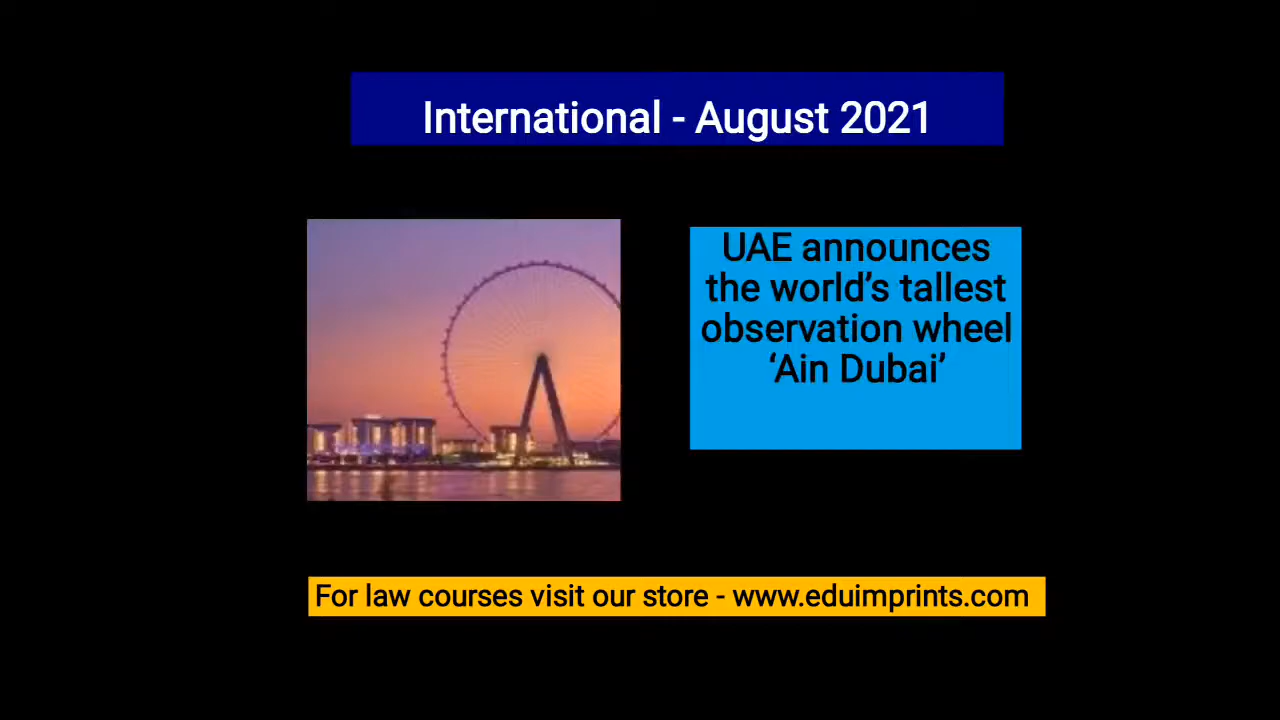 International - August 2021
UAE announces
the world’s tallest
observation wheel
‘Ain Dubai’
For law courses visit our store - www.eduimprints.com